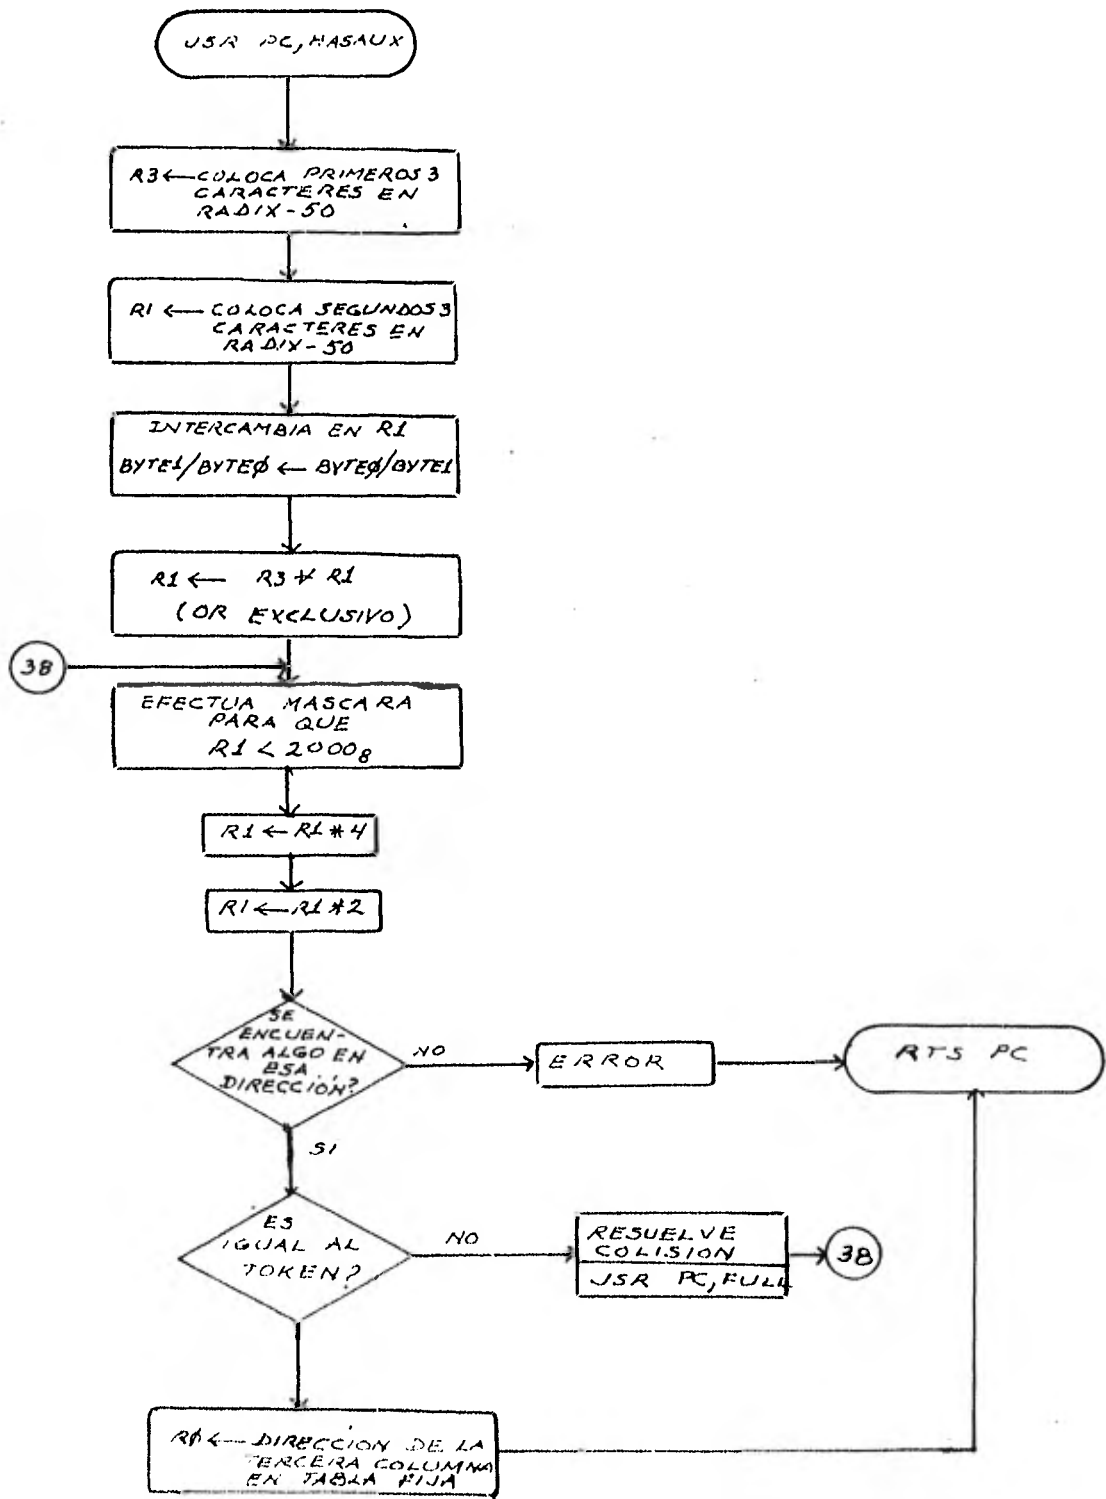 JSR PC, HASAUX
R3 ← COLOCA PRIMEROS 3
CARACTERES EN
RADIX-50
R1 ← COLOCA SEGUNDOS 3
CARACTERES EN
RADIX-50
INTERCAMBIA EN R1
BYTE1/BYTEØ ← BYTEØ/BYTE1
R1 ← R3 ⊻ R1
(OR EXCLUSIVO)
38
EFECTUA MASCARA
PARA QUE
R1 < 2000₈
R1 ← R1 * 4
R1 ← R1 * 2
SE
ENCUEN-
TRA ALGO EN
ESA
DIRECCIÓN?
NO
ERROR
RTS PC
SI
ES
IGUAL AL
TOKEN?
NO
RESUELVE
COLISION
JSR PC, FULL
38
RØ ← DIRECCION DE LA
TERCERA COLUMNA
EN TABLA FIJA